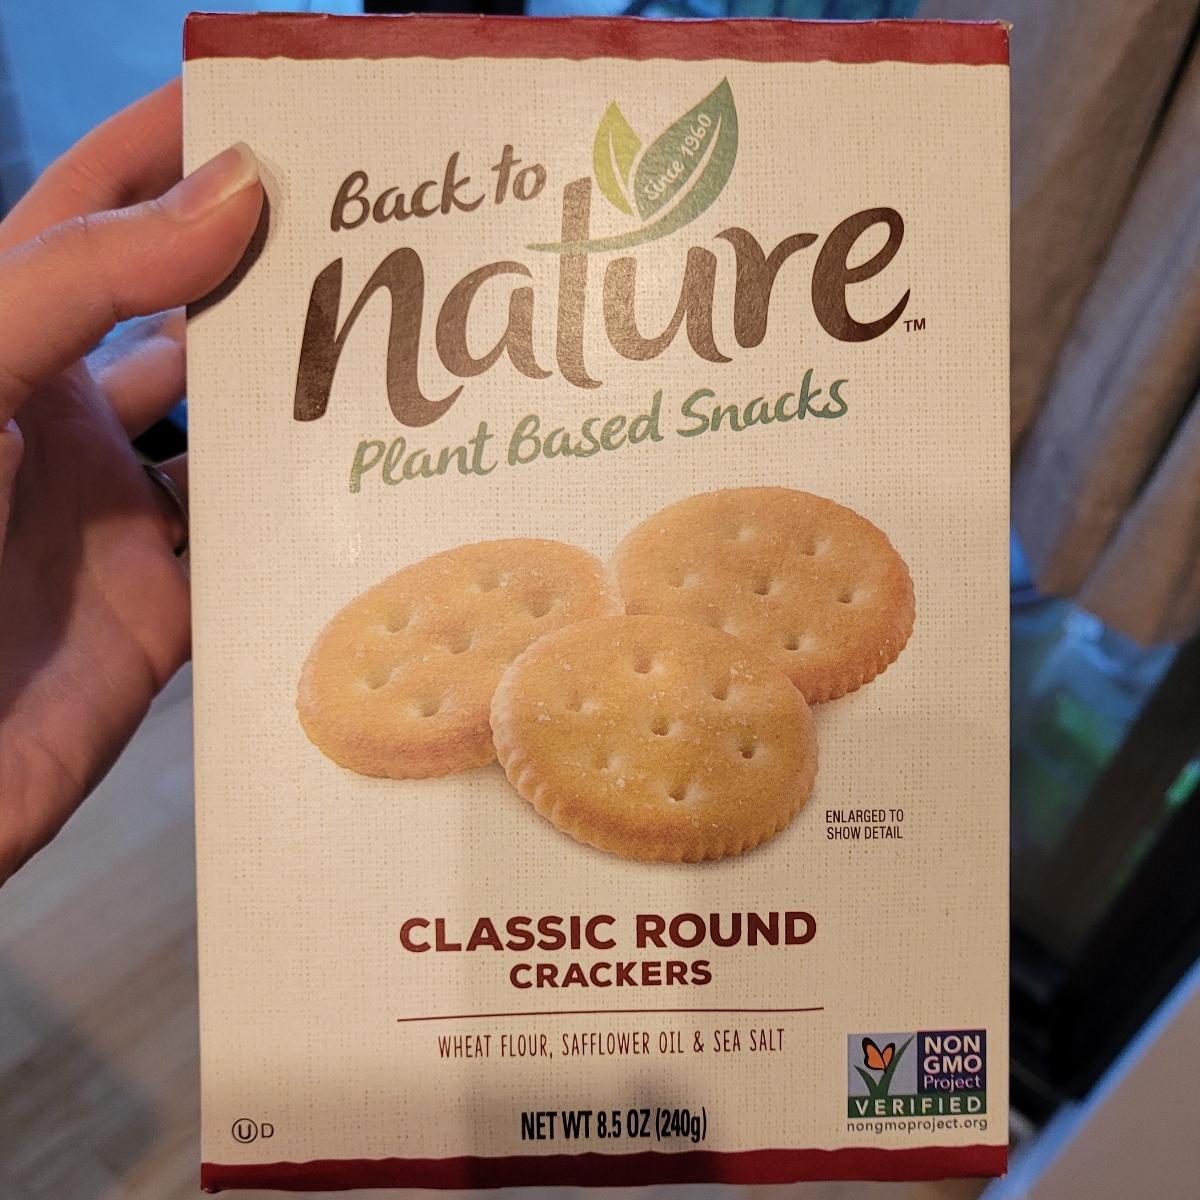 Back to
since 1960
nature™
Plant Based Snacks
ENLARGED TO
SHOW DETAIL
CLASSIC ROUND
CRACKERS
WHEAT FLOUR, SAFFLOWER OIL & SEA SALT
NON
GMO
Project
VERIFIED
nongmoproject.org
NET WT 8.5 OZ (240g)
U D